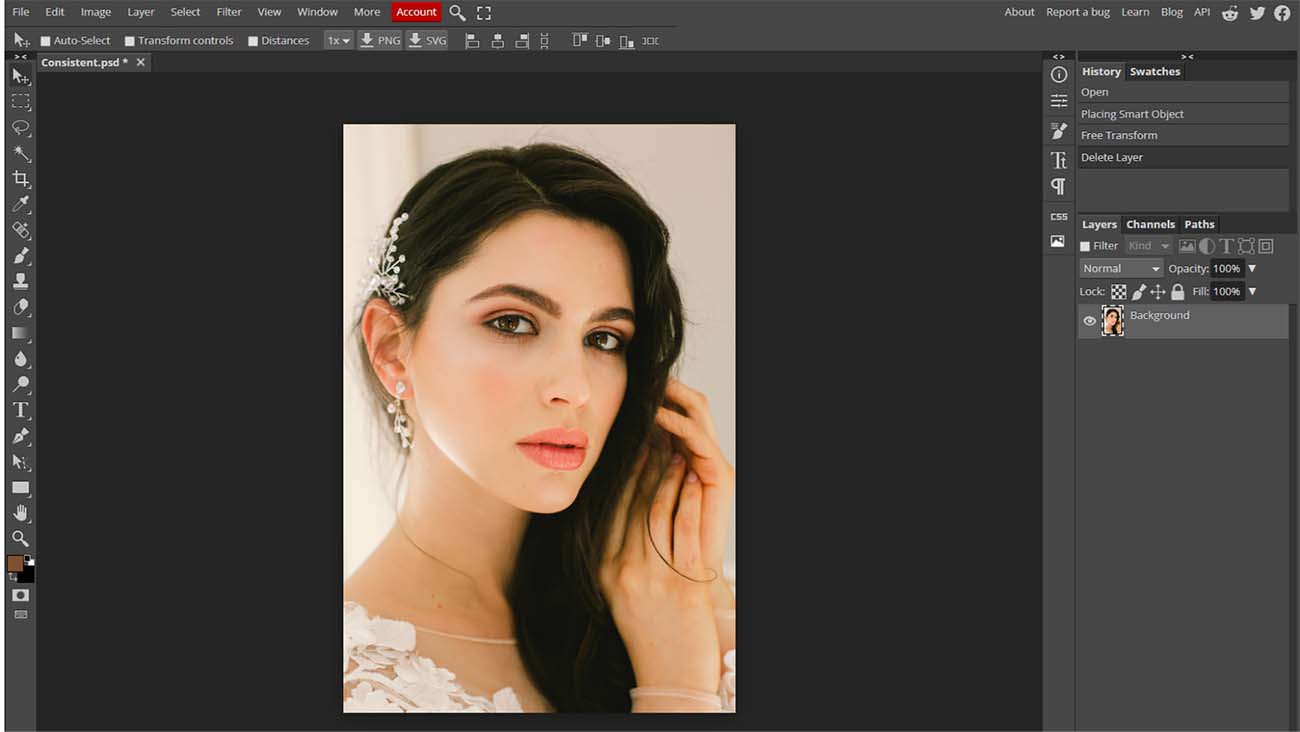 File Edit Image Layer Select Filter View Window More Account About Report a bug Learn Blog API
Auto-Select Transform controls Distances 1x PNG SVG
Consistent.psd * ×
History Swatches
Open
Placing Smart Object
Free Transform
Delete Layer
CSS
Layers Channels Paths
Filter Kind
Normal Opacity: 100%
Lock: Fill: 100%
Background